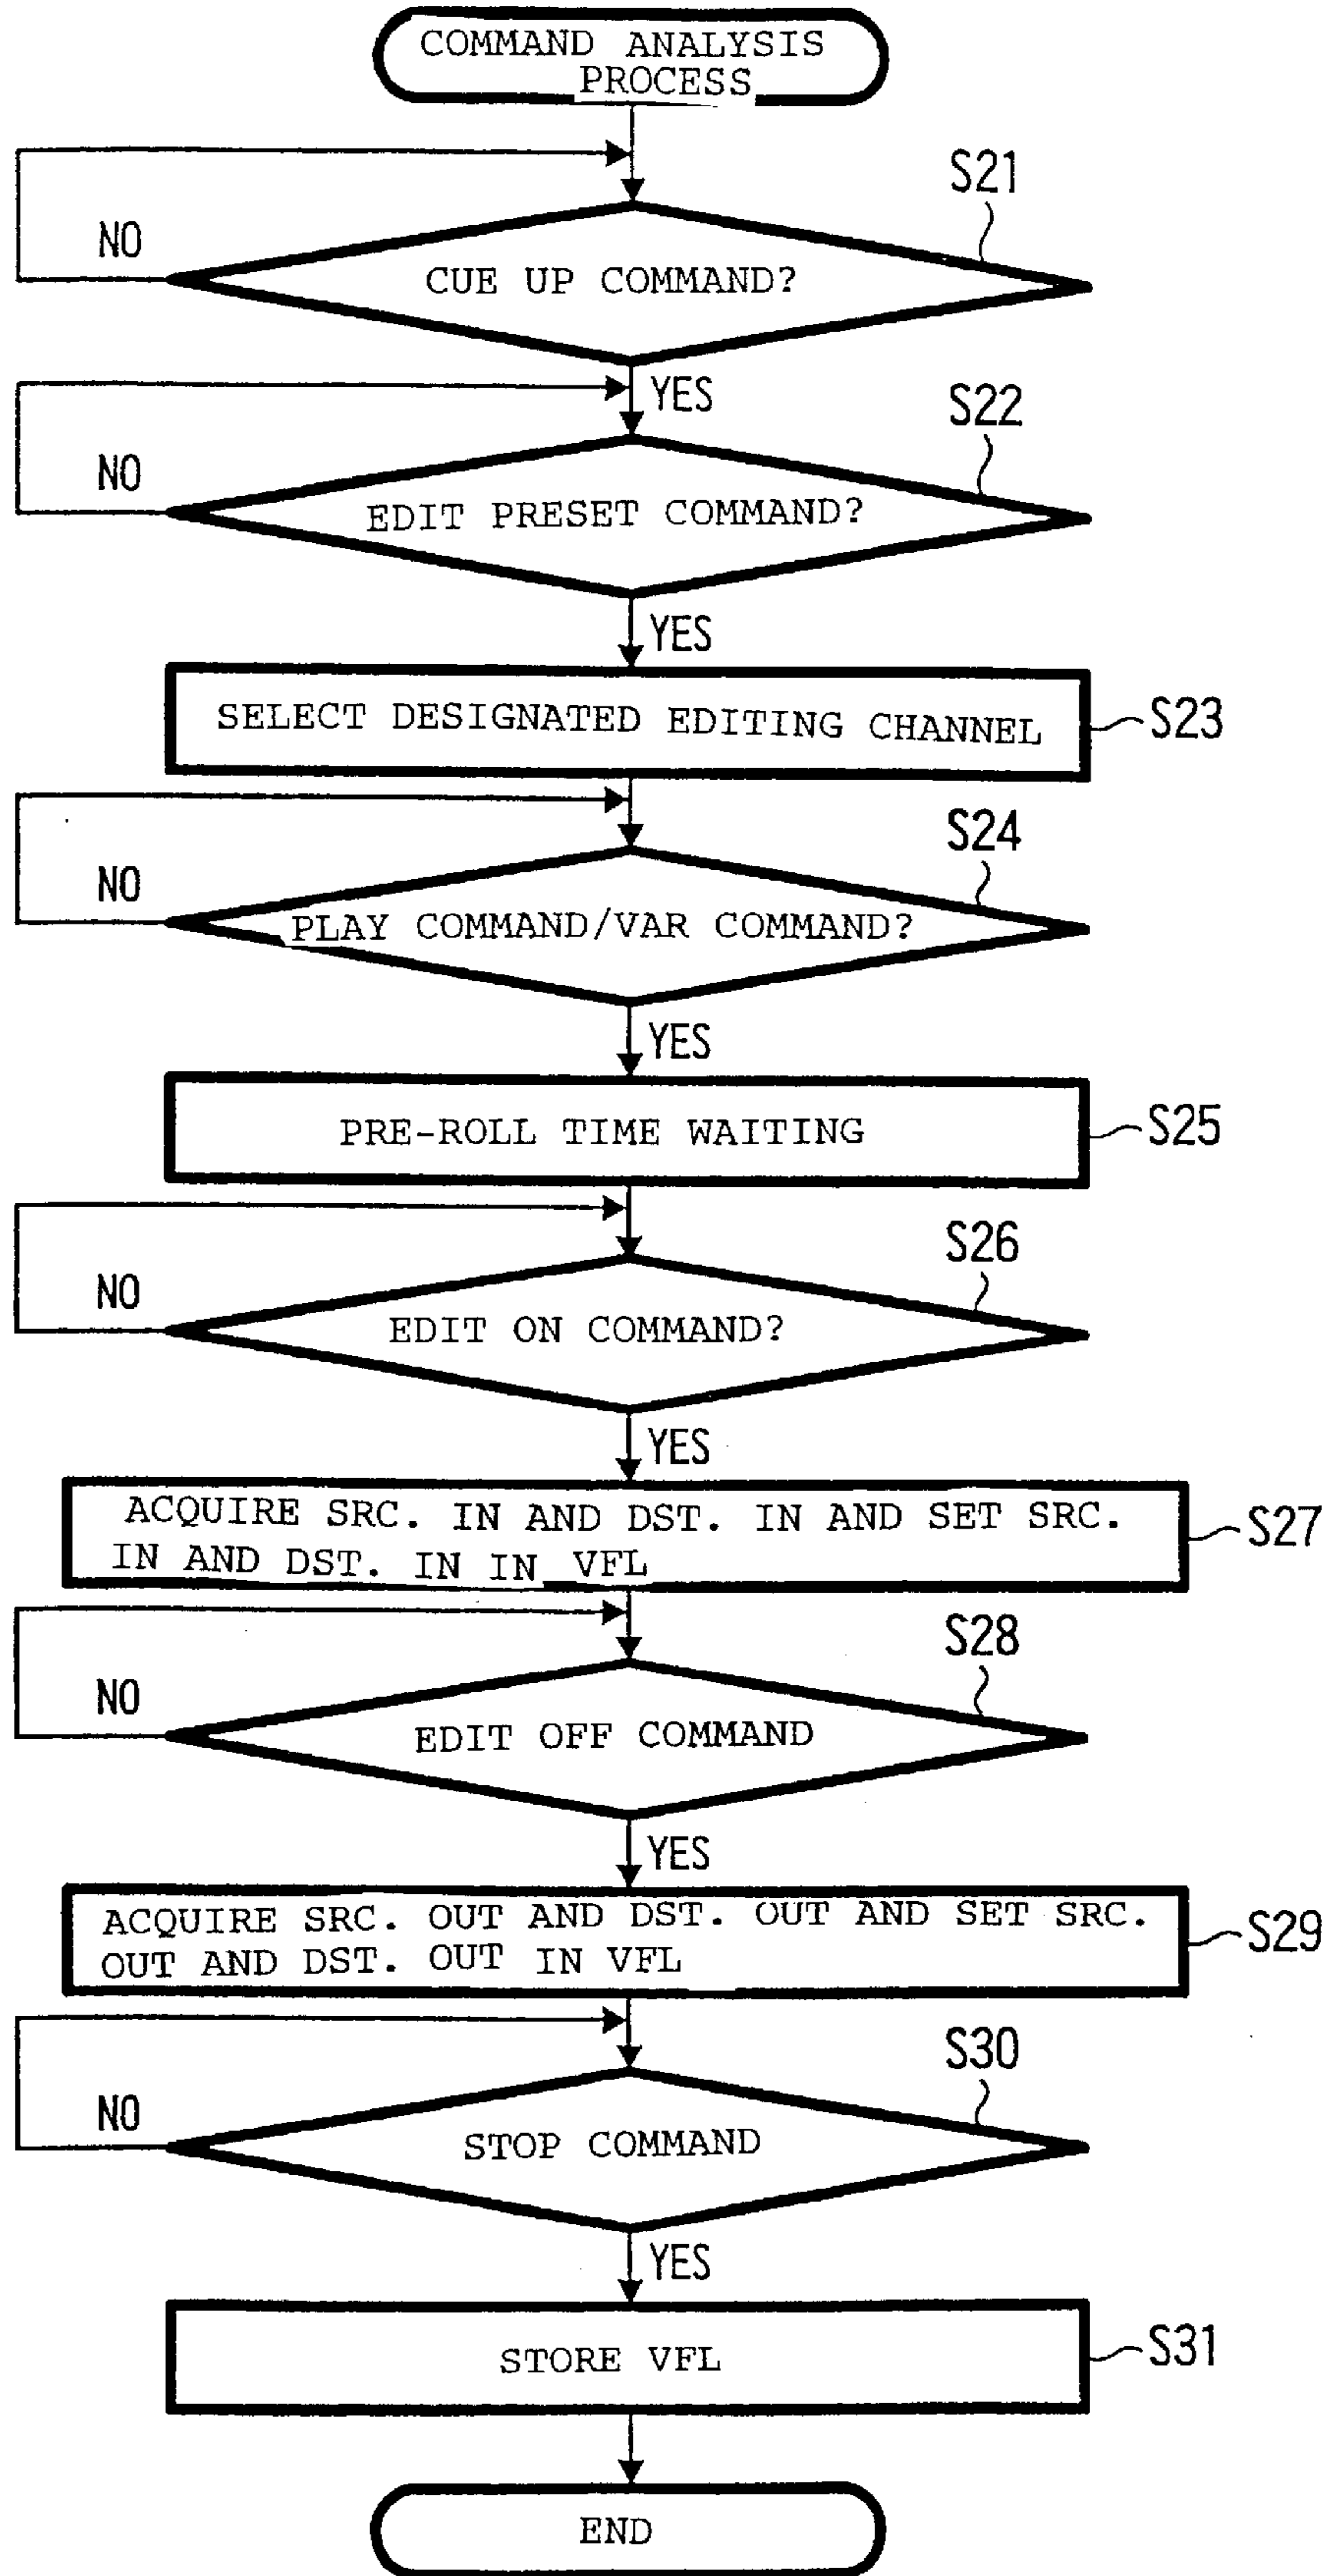 COMMAND ANALYSIS
PROCESS
S21
NO
CUE UP COMMAND?
YES
S22
NO
EDIT PRESET COMMAND?
YES
SELECT DESIGNATED EDITING CHANNEL
S23
S24
NO
PLAY COMMAND/VAR COMMAND?
YES
PRE-ROLL TIME WAITING
S25
S26
NO
EDIT ON COMMAND?
YES
ACQUIRE SRC. IN AND DST. IN AND SET SRC.
IN AND DST. IN IN VFL
S27
S28
NO
EDIT OFF COMMAND
YES
ACQUIRE SRC. OUT AND DST. OUT AND SET SRC.
OUT AND DST. OUT IN VFL
S29
S30
NO
STOP COMMAND
YES
STORE VFL
S31
END